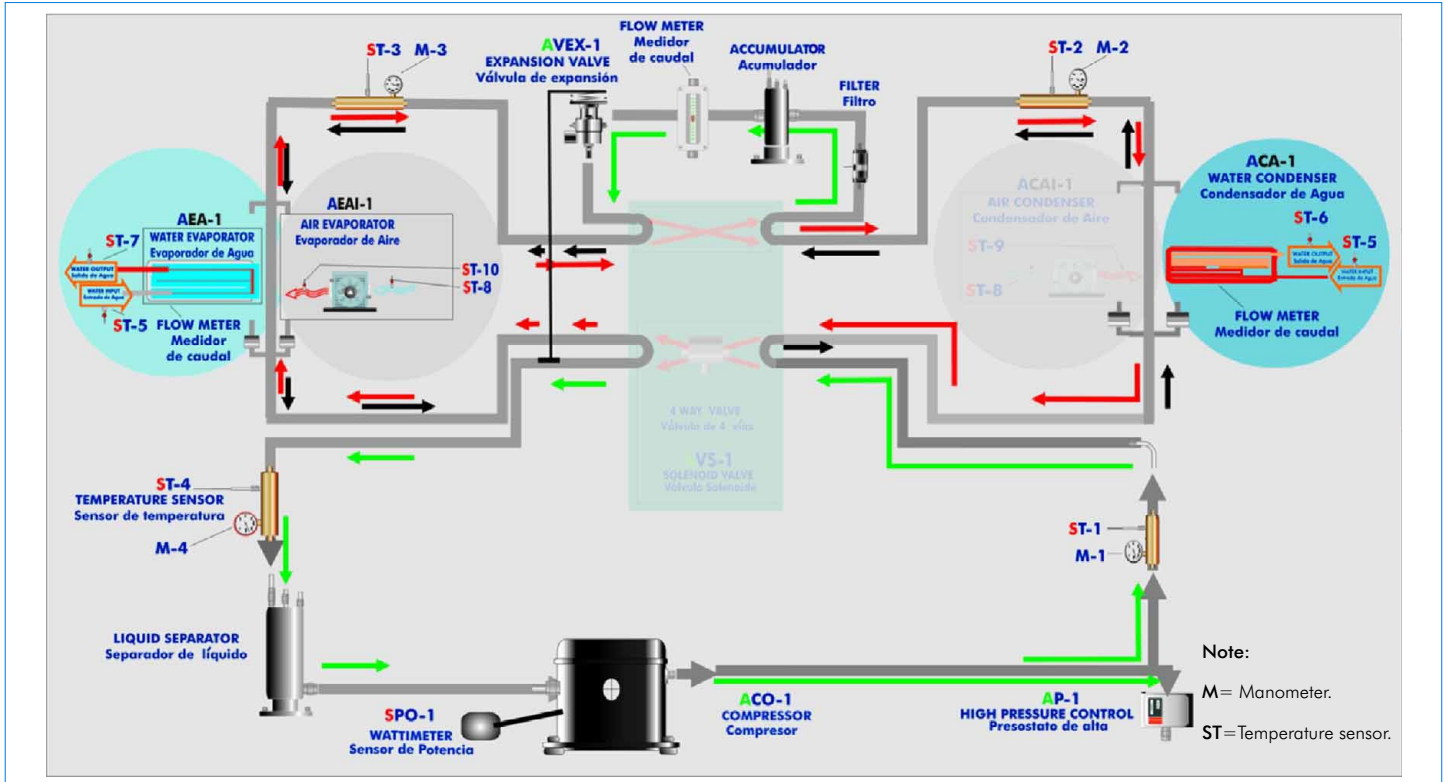 ST-3 M-3
AVEX-1
EXPANSION VALVE
Válvula de expansión
FLOW METER
Medidor
de caudal
ACCUMULATOR
Acumulador
FILTER
Filtro
ST-2 M-2
AEA-1
WATER EVAPORATOR
Evaporador de Agua
ST-7
WATER OUTPUT
Salida de Agua
WATER INPUT
Entrada de Agua
ST-5
FLOW METER
Medidor
de caudal
AEAI-1
AIR EVAPORATOR
Evaporador de Aire
ST-10
ST-8
ACAI-1
AIR CONDENSER
Condensador de Aire
ST-9
ST-8
ACA-1
WATER CONDENSER
Condensador de Agua
ST-6
ST-5
WATER OUTPUT
Salida de Agua
WATER INPUT
Entrada de Agua
FLOW METER
Medidor de caudal
4 WAY VALVE
Válvula de 4 vías
AVS-1
SOLENOID VALVE
Válvula Solenoide
ST-4
TEMPERATURE SENSOR
Sensor de temperatura
M-4
ST-1
M-1
LIQUID SEPARATOR
Separador de líquido
SPO-1
WATTIMETER
Sensor de Potencia
ACO-1
COMPRESSOR
Compresor
AP-1
HIGH PRESSURE CONTROL
Presostato de alta
Note:
M= Manometer.
ST=Temperature sensor.